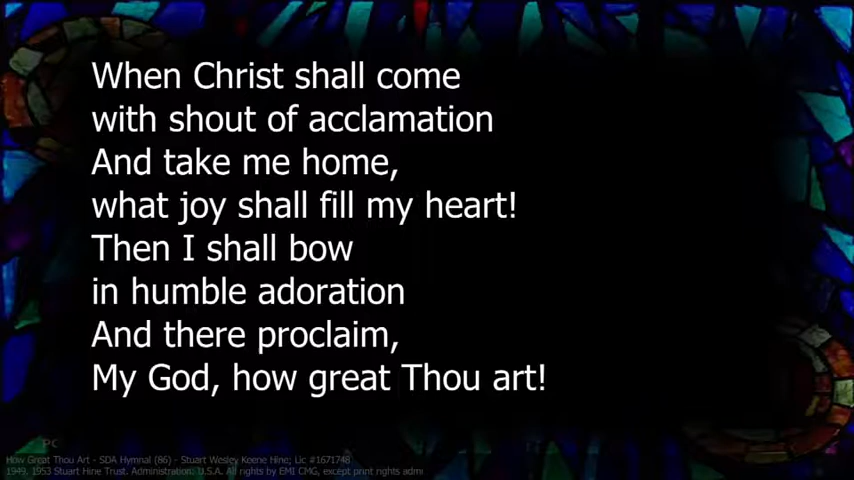 When Christ shall come
with shout of acclamation
And take me home,
what joy shall fill my heart!
Then I shall bow
in humble adoration
And there proclaim,
My God, how great Thou art!
PC
How Great Thou Art - SDA Hymnal (86) - Stuart Wesley Keene Hine; Lic #1671748
1949, 1953 Stuart Hine Trust. Administration: U.S.A. All rights by EMI CMG, except print rights admi